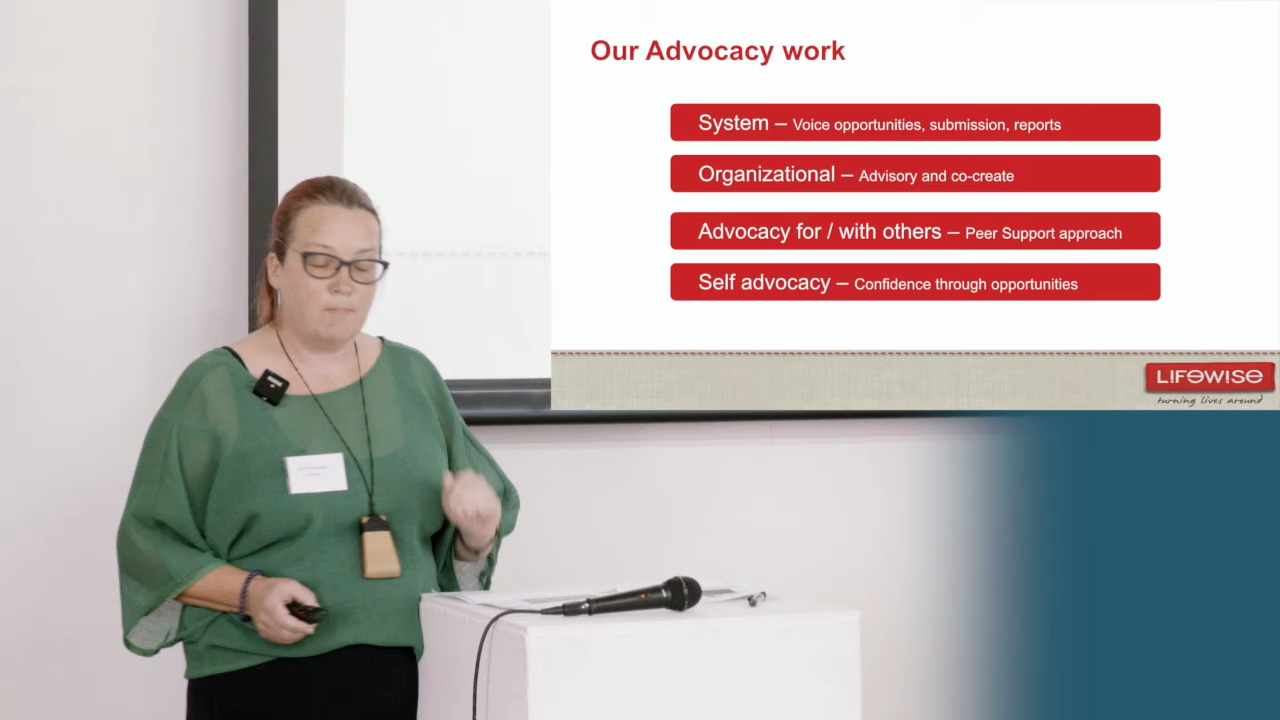 Our Advocacy work
System – Voice opportunities, submission, reports
Organizational – Advisory and co-create
Advocacy for / with others – Peer Support approach
Self advocacy – Confidence through opportunities
LIFEWISE
turning lives around